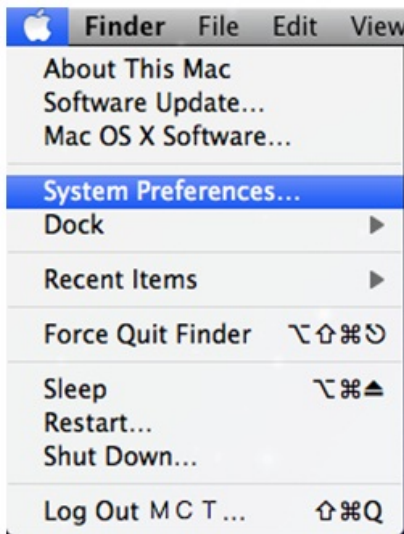 Finder File Edit View
About This Mac
Software Update...
Mac OS X Software...
System Preferences...
Dock ▶
Recent Items ▶
Force Quit Finder ⌥⇧⌘⎋
Sleep ⌥⌘⏏
Restart...
Shut Down...
Log Out M C T... ⇧⌘Q